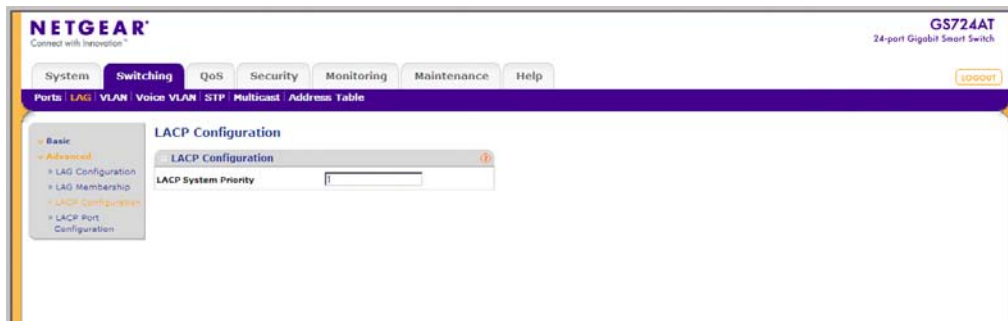 NETGEAR
Connect with Innovation™
GS724AT
24-port Gigabit Smart Switch
System Switching QoS Security Monitoring Maintenance Help
LOGOUT
Ports LAG VLAN Voice VLAN STP Multicast Address Table
Basic
Advanced
LAG Configuration
LAG Membership
LACP Configuration
LACP Port
Configuration
LACP Configuration
LACP Configuration
LACP System Priority 1